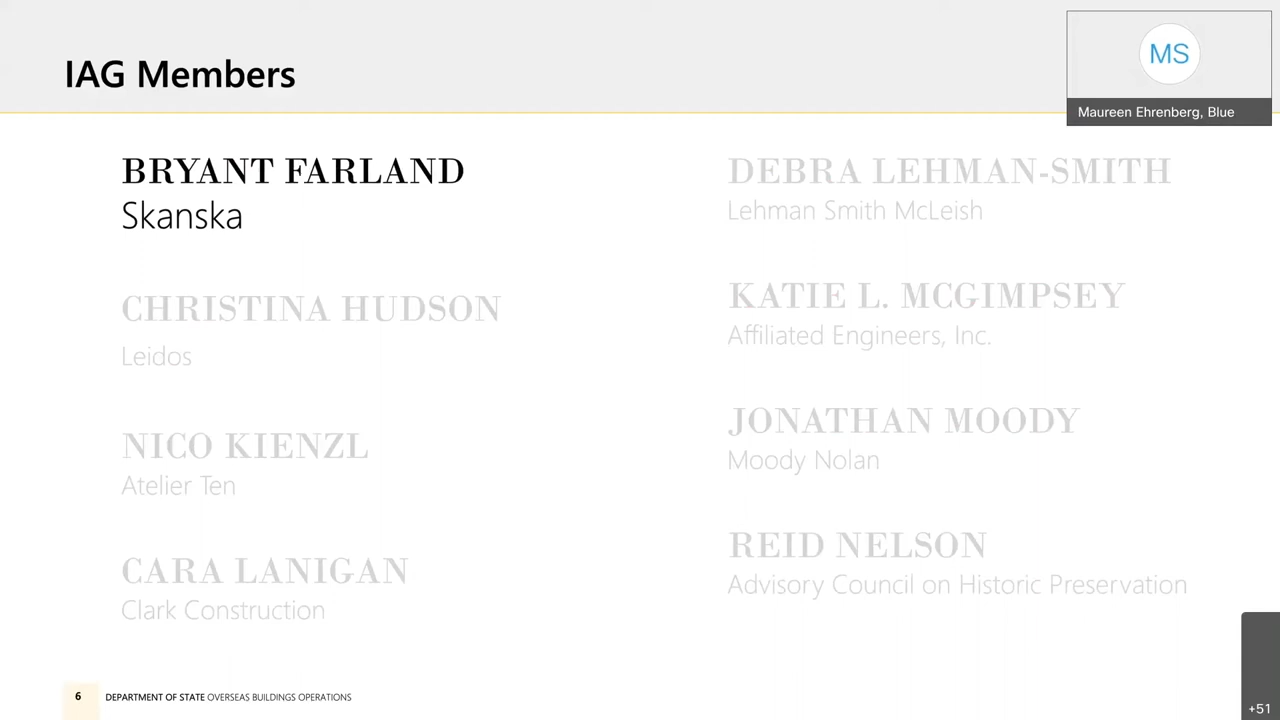 IAG Members
MS
Maureen Ehrenberg, Blue
BRYANT FARLAND
Skanska
CHRISTINA HUDSON
Leidos
NICO KIENZL
Atelier Ten
CARA LANIGAN
Clark Construction
DEBRA LEHMAN-SMITH
Lehman Smith McLeish
KATIE L. MCGIMPSEY
Affiliated Engineers, Inc.
JONATHAN MOODY
Moody Nolan
REID NELSON
Advisory Council on Historic Preservation
6 DEPARTMENT OF STATE OVERSEAS BUILDINGS OPERATIONS
+51